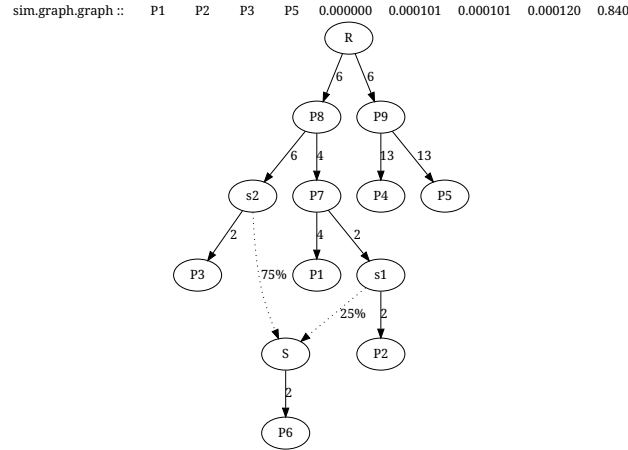 sim.graph.graph :: P1 P2 P3 P5 0.000000 0.000101 0.000101 0.000120 0.840
R
6 6
P8 P9
6 4 13 13
s2 P7 P4 P5
2 4 2
P3 P1 s1
75% 25% 2
S P2
2
P6